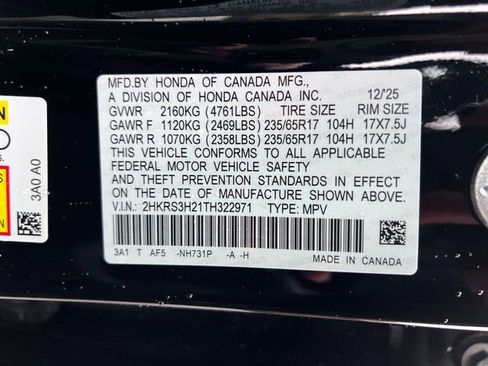 MFD.BY HONDA OF CANADA MFG.,
A DIVISION OF HONDA CANADA INC. 12/25
GVWR 2160KG (4761LBS) TIRE SIZE RIM SIZE
GAWR F 1120KG (2469LBS) 235/65R17 104H 17X7.5J
GAWR R 1070KG (2358LBS) 235/65R17 104H 17X7.5J
THIS VEHICLE CONFORMS TO ALL APPLICABLE
FEDERAL MOTOR VEHICLE SAFETY
AND THEFT PREVENTION STANDARDS IN EFFECT
ON THE DATE OF MANUFACTURE SHOWN ABOVE.
V.I.N.: 2HKRS3H21TH322971 TYPE: MPV
3A1 T AF5 -NH731P -A -H
MADE IN CANADA
3A0 A0